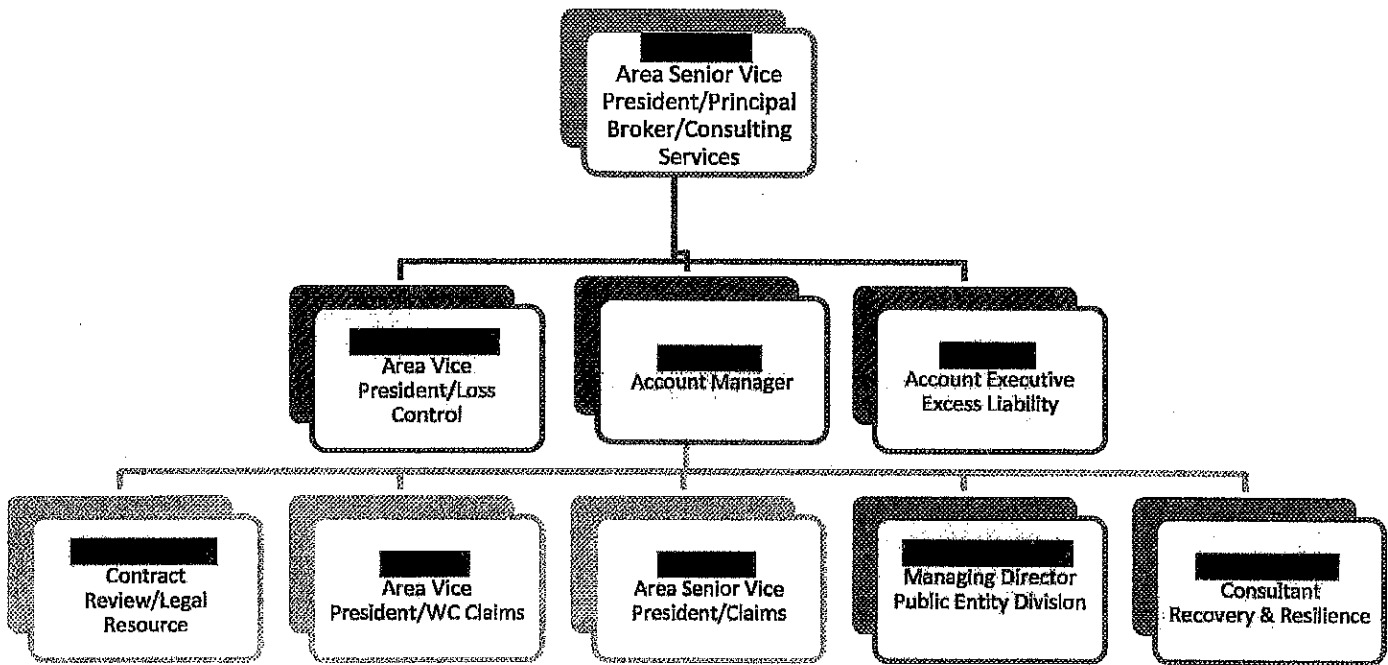 Area Senior Vice
President/Principal
Broker/Consulting
Services
Area Vice
President/Loss
Control
Account Manager
Account Executive
Excess Liability
Contract
Review/Legal
Resource
Area Vice
President/WC Claims
Area Senior Vice
President/Claims
Managing Director
Public Entity Division
Consultant
Recovery & Resilience